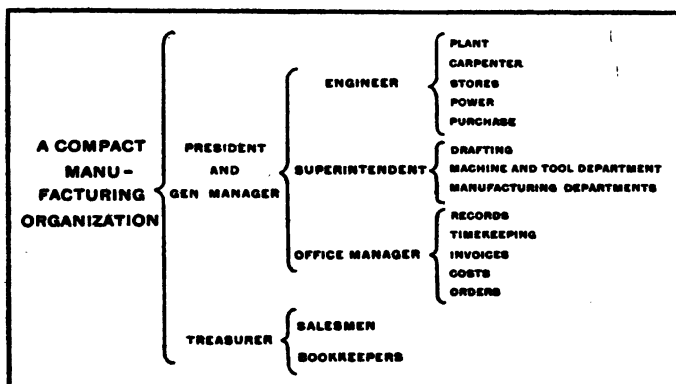 A COMPACT
MANU-
FACTURING
ORGANIZATION
PRESIDENT
AND
GEN MANAGER
ENGINEER
PLANT
CARPENTER
STORES
POWER
PURCHASE
SUPERINTENDENT
DRAFTING
MACHINE AND TOOL DEPARTMENT
MANUFACTURING DEPARTMENTS
OFFICE MANAGER
RECORDS
TIMEKEEPING
INVOICES
COSTS
ORDERS
TREASURER
SALESMEN
BOOKKEEPERS